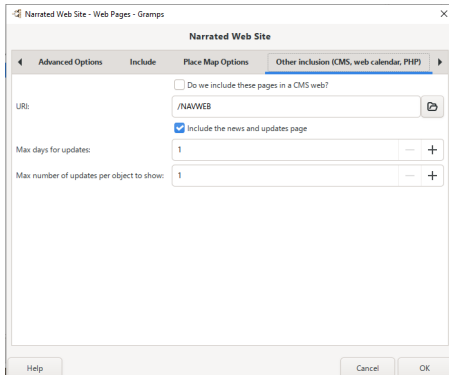 Narrated Web Site - Web Pages - Gramps
Narrated Web Site
Advanced Options Include Place Map Options Other inclusion (CMS, web calendar, PHP)
Do we include these pages in a CMS web?
URI: /NAVWEB
Include the news and updates page
Max days for updates: 1
Max number of updates per object to show: 1
Help Cancel OK